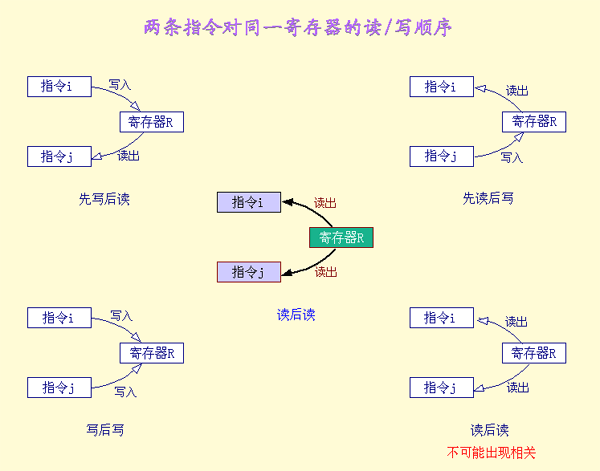 两条指令对同一寄存器的读/写顺序
指令i
写入
寄存器R
指令j
读出
先写后读
指令i
读出
寄存器R
指令j
写入
先读后写
指令i
读出
寄存器R
指令j
读出
读后读
指令i
写入
寄存器R
指令j
写入
写后写
指令i
读出
寄存器R
指令j
读出
读后读
不可能出现相关